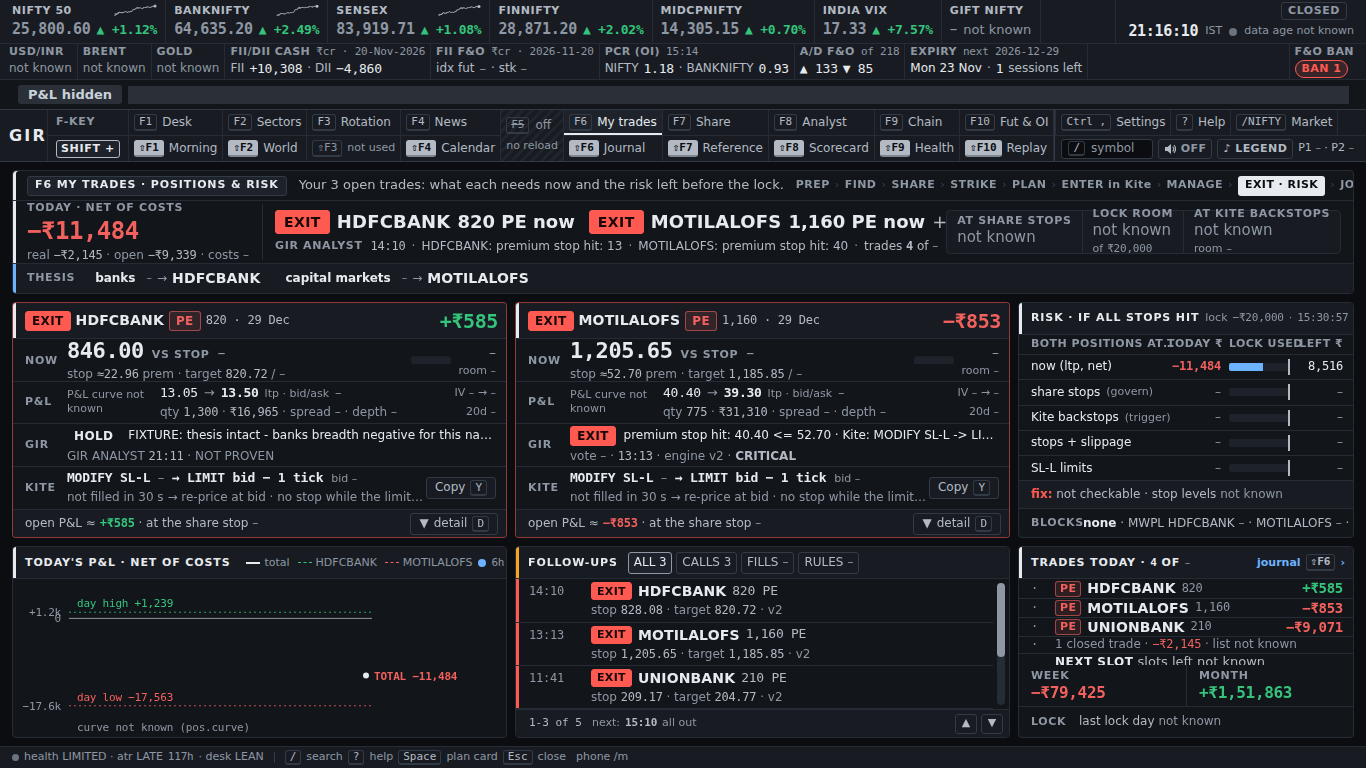 NIFTY 50 BANKNIFTY SENSEX FINNIFTY MIDCPNIFTY INDIA VIX GIFT NIFTY CLOSED
25,800.60 ▲ +1.12% 64,635.20 ▲ +2.49% 83,919.71 ▲ +1.08% 28,871.20 ▲ +2.02% 14,305.15 ▲ +0.70% 17.33 ▲ +7.57% – not known 21:16:10 IST data age not known
USD/INR BRENT GOLD FII/DII CASH ₹cr · 20-Nov-2026 FII F&O ₹cr · 2026-11-20 PCR (OI) 15:14 A/D F&O of 218 EXPIRY next 2026-12-29 F&O BAN
not known not known not known FII +10,308 · DII −4,860 idx fut – · stk – NIFTY 1.18 · BANKNIFTY 0.93 ▲ 133 ▼ 85 Mon 23 Nov · 1 sessions left BAN 1
P&L hidden
GIR F-KEY F1 Desk F2 Sectors F3 Rotation F4 News F5 off F6 My trades F7 Share F8 Analyst F9 Chain F10 Fut & OI Ctrl , Settings ? Help /NIFTY Market
SHIFT + ⇧F1 Morning ⇧F2 World ⇧F3 not used ⇧F4 Calendar no reload ⇧F6 Journal ⇧F7 Reference ⇧F8 Scorecard ⇧F9 Health ⇧F10 Replay / symbol OFF ♪ LEGEND P1 – · P2 –
F6 MY TRADES · POSITIONS & RISK Your 3 open trades: what each needs now and the risk left before the lock. PREP › FIND › SHARE › STRIKE › PLAN › ENTER in Kite › MANAGE › EXIT · RISK › JO
TODAY · NET OF COSTS
−₹11,484
real −₹2,145 · open −₹9,339 · costs –
EXIT HDFCBANK 820 PE now EXIT MOTILALOFS 1,160 PE now +
GIR ANALYST 14:10 · HDFCBANK: premium stop hit: 13 · MOTILALOFS: premium stop hit: 40 · trades 4 of –
AT SHARE STOPS LOCK ROOM AT KITE BACKSTOPS
not known not known not known
of ₹20,000 room –
THESIS banks – → HDFCBANK capital markets – → MOTILALOFS
EXIT HDFCBANK PE 820 · 29 Dec +₹585
NOW 846.00 VS STOP – –
stop ≈22.96 prem · target 820.72 / – room –
P&L P&L curve not known 13.05 → 13.50 ltp · bid/ask – IV – → –
qty 1,300 · ₹16,965 · spread – · depth – 20d –
GIR HOLD FIXTURE: thesis intact - banks breadth negative for this na...
GIR ANALYST 21:11 · NOT PROVEN
KITE MODIFY SL-L – → LIMIT bid − 1 tick bid – Copy Y
not filled in 30 s → re-price at bid · no stop while the limit...
open P&L ≈ +₹585 · at the share stop – ▼ detail D
EXIT MOTILALOFS PE 1,160 · 29 Dec −₹853
NOW 1,205.65 VS STOP – –
stop ≈52.70 prem · target 1,185.85 / – room –
P&L P&L curve not known 40.40 → 39.30 ltp · bid/ask – IV – → –
qty 775 · ₹31,310 · spread – · depth – 20d –
GIR EXIT premium stop hit: 40.40 <= 52.70 · Kite: MODIFY SL-L -> LI...
vote – · 13:13 · engine v2 · CRITICAL
KITE MODIFY SL-L – → LIMIT bid − 1 tick bid – Copy Y
not filled in 30 s → re-price at bid · no stop while the limit...
open P&L ≈ −₹853 · at the share stop – ▼ detail D
RISK · IF ALL STOPS HIT lock −₹20,000 · 15:30:57
BOTH POSITIONS AT... TODAY ₹ LOCK USED LEFT ₹
now (ltp, net) −11,484 8,516
share stops (govern) – –
Kite backstops (trigger) – –
stops + slippage – –
SL-L limits – –
fix: not checkable · stop levels not known
BLOCKS none · MWPL HDFCBANK – · MOTILALOFS – ·
TODAY'S P&L · NET OF COSTS total HDFCBANK MOTILALOFS 6h
day high +1,239
+1.2k
0
TOTAL −11,484
day low −17,563
−17.6k
curve not known (pos.curve)
FOLLOW-UPS ALL 3 CALLS 3 FILLS – RULES –
14:10 EXIT HDFCBANK 820 PE
stop 828.08 · target 820.72 · v2
13:13 EXIT MOTILALOFS 1,160 PE
stop 1,205.65 · target 1,185.85 · v2
11:41 EXIT UNIONBANK 210 PE
stop 209.17 · target 204.77 · v2
1-3 of 5 next: 15:10 all out ▲ ▼
TRADES TODAY · 4 OF – journal ⇧F6 ›
· PE HDFCBANK 820 +₹585
· PE MOTILALOFS 1,160 −₹853
· PE UNIONBANK 210 −₹9,071
· 1 closed trade · −₹2,145 · list not known
NEXT SLOT slots left not known
WEEK MONTH
−₹79,425 +₹1,51,863
LOCK last lock day not known
health LIMITED · atr LATE 117h · desk LEAN / search ? help Space plan card Esc close phone /m